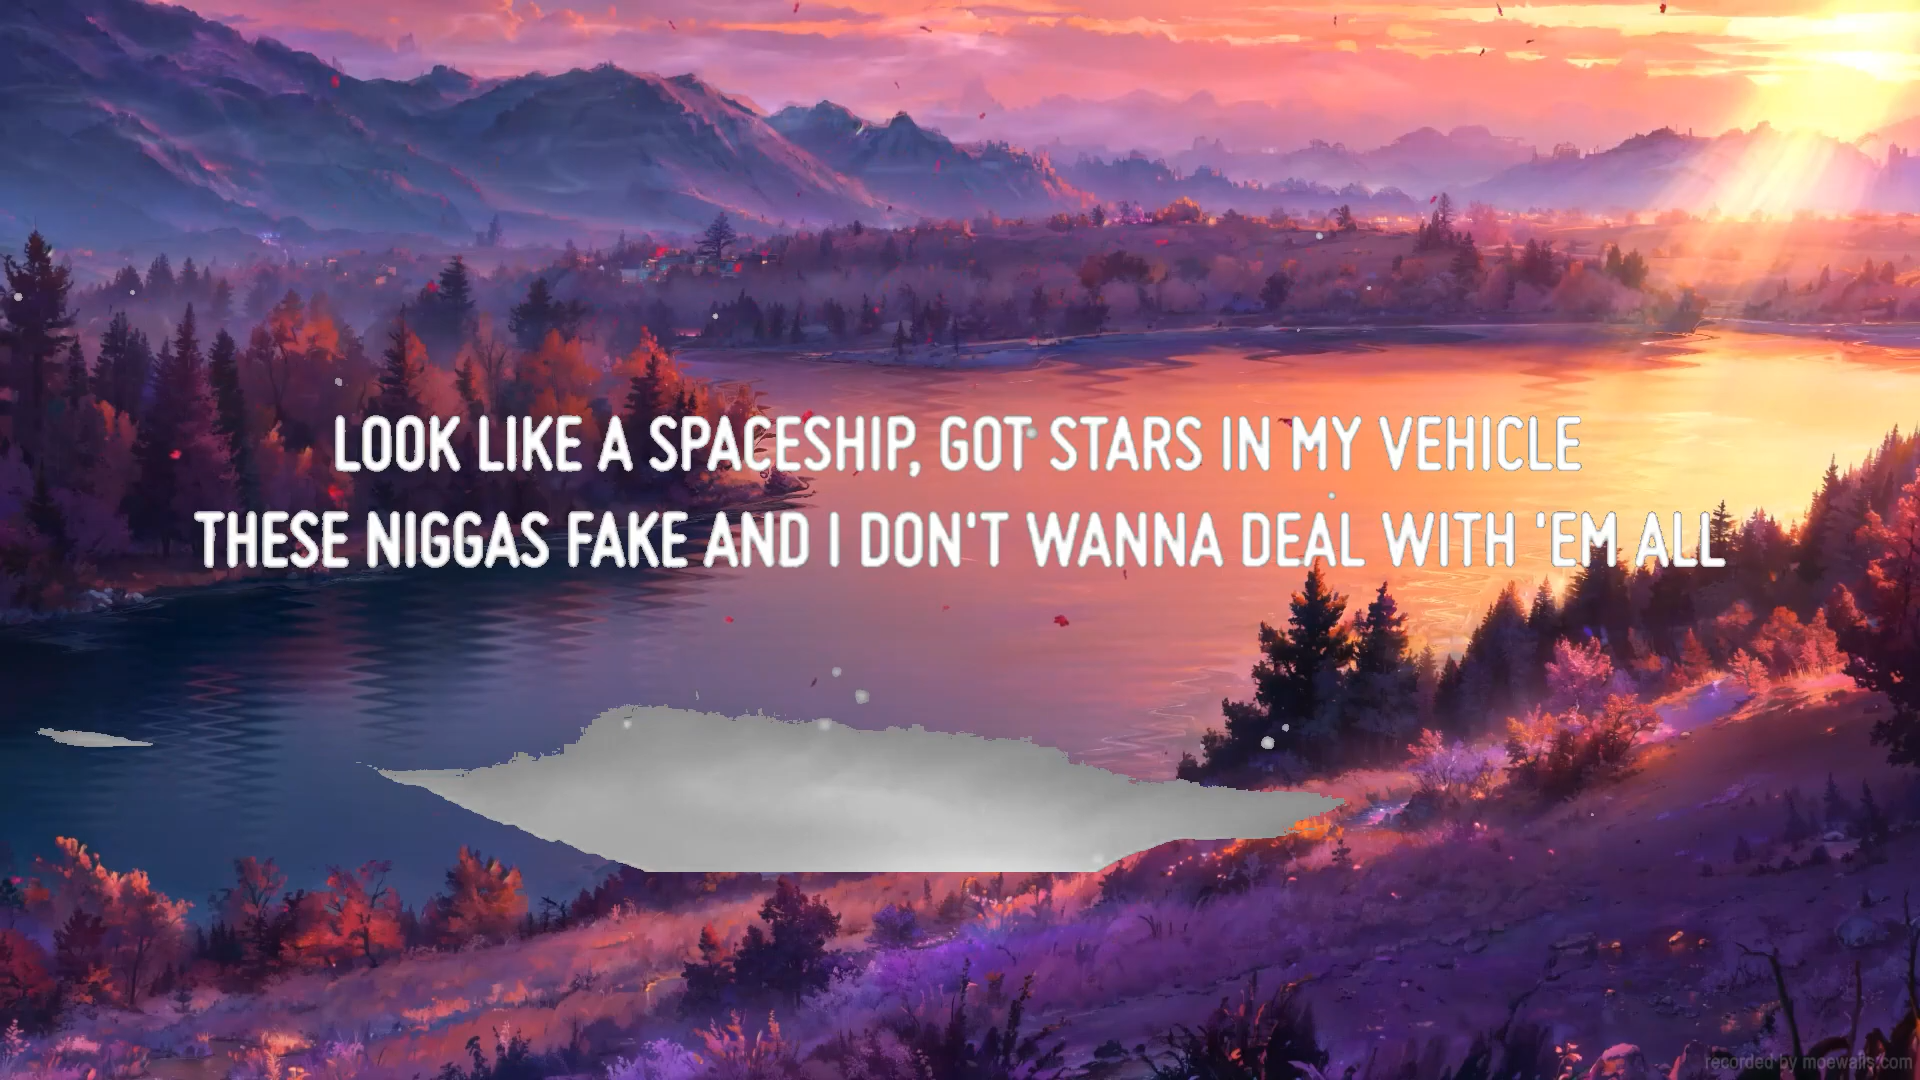 LOOK LIKE A SPACESHIP, GOT STARS IN MY VEHICLE
THESE NIGGAS FAKE AND I DON'T WANNA DEAL WITH 'EM ALL
recorded by moewalls.com